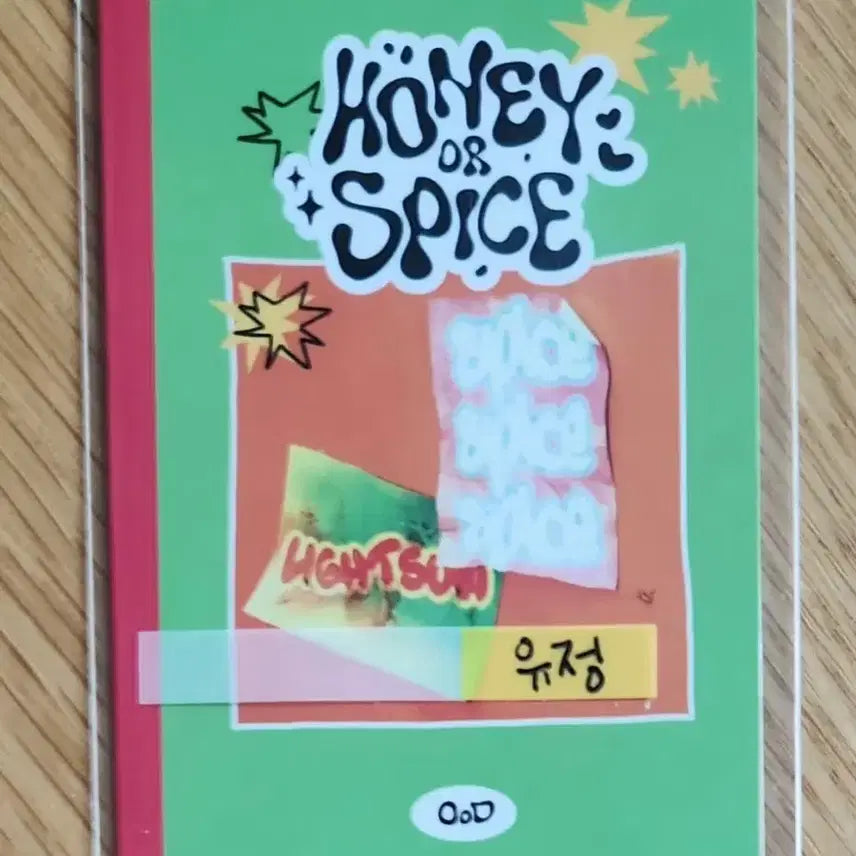 HONEY
OR
SPICE
spice
spice
spice
LIGHTSUM
유정
OoD